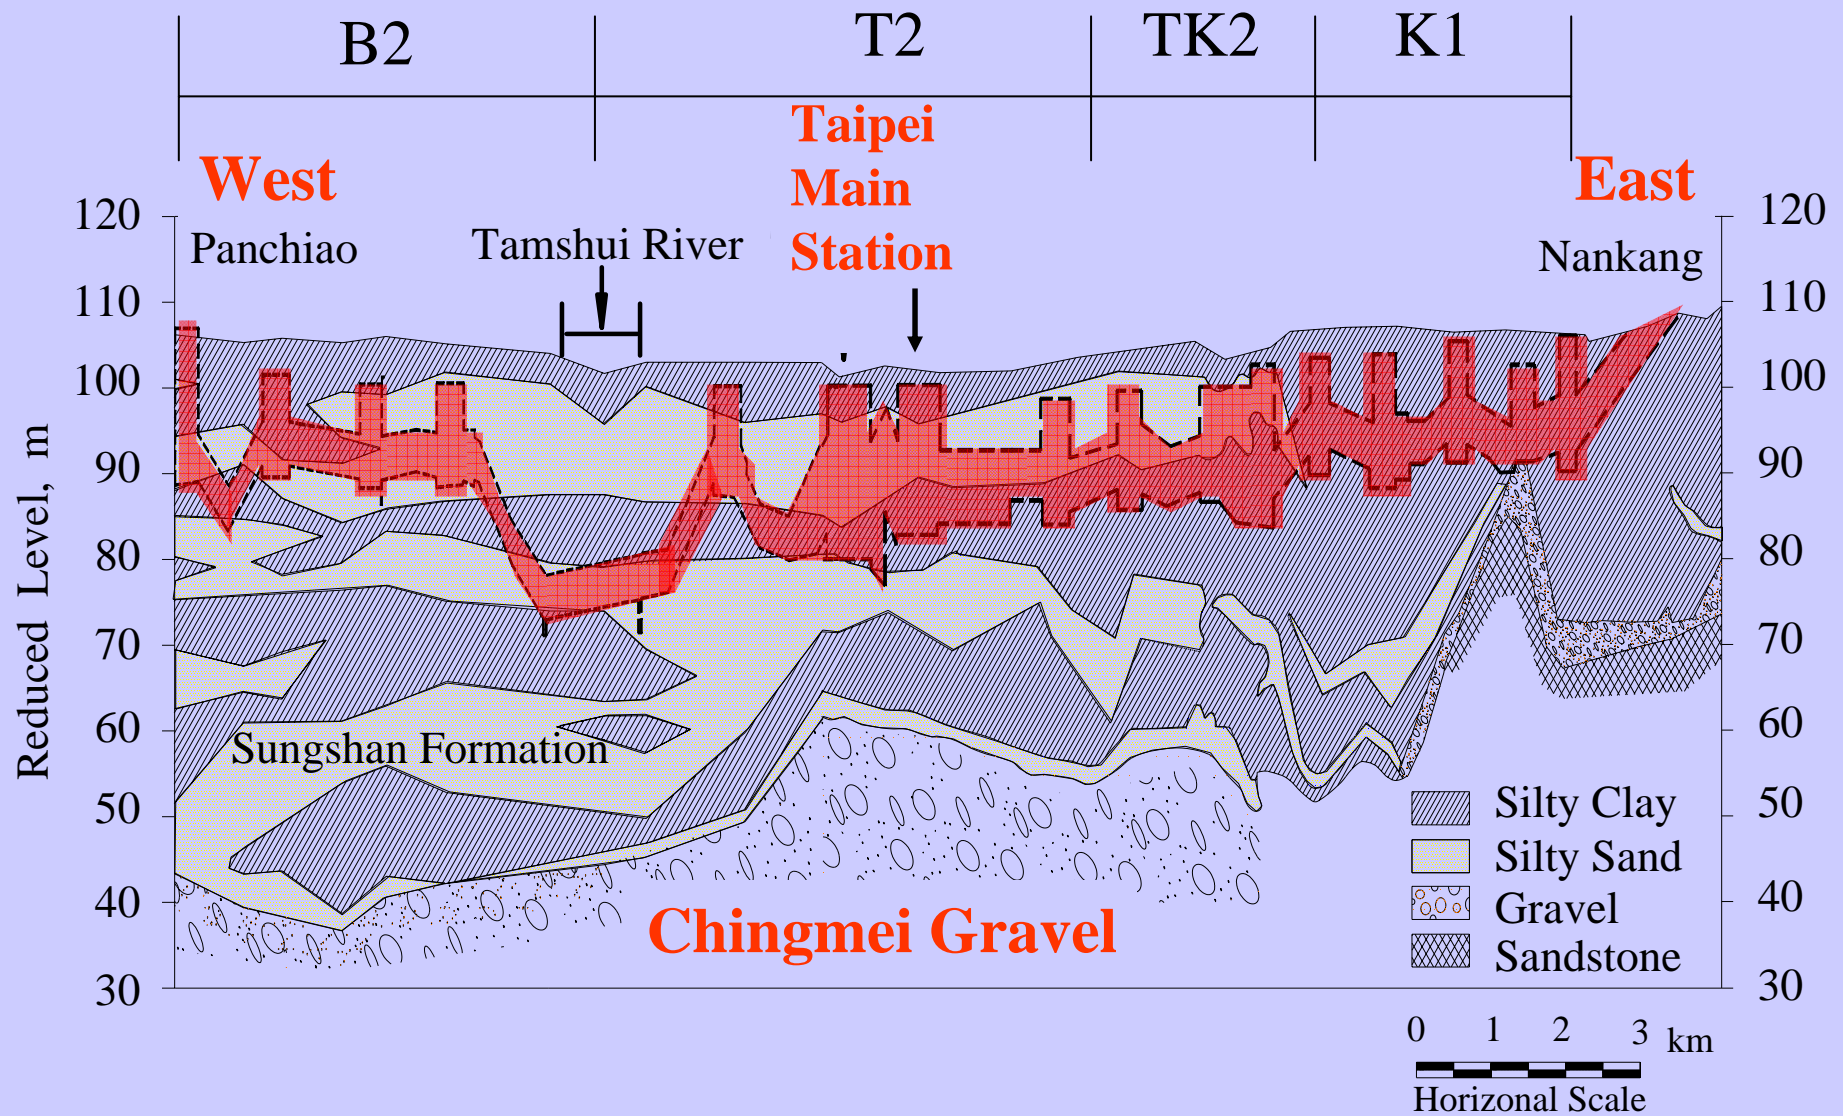 B2 T2 TK2 K1
Taipei
Main
Station
West East
Panchiao Tamshui River Nankang
Reduced Level, m
120
110
100
90
80
70
60
50
40
30
120
110
100
90
80
70
60
50
40
30
Sungshan Formation
Chingmei Gravel
Silty Clay
Silty Sand
Gravel
Sandstone
0 1 2 3 km
Horizonal Scale